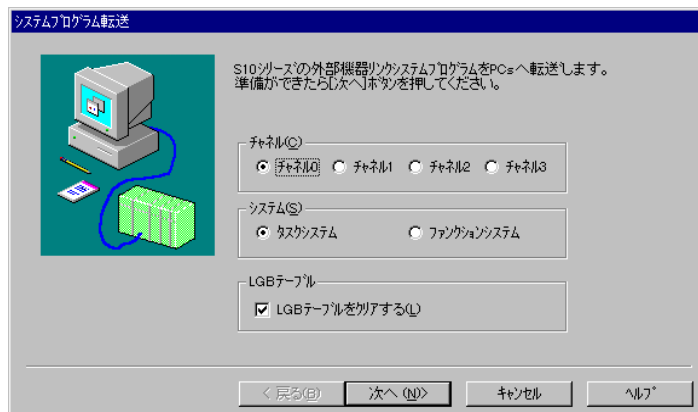 ｼｽﾃﾑﾌﾟﾛｸﾞﾗﾑ転送
S10ｼﾘｰｽﾞの外部機器ﾘﾝｸｼｽﾃﾑﾌﾟﾛｸﾞﾗﾑをPCsへ転送します。
準備ができたら[次へ]ﾎﾞﾀﾝを押してください。
ﾁｬﾈﾙ(C)
ﾁｬﾈﾙ0 ﾁｬﾈﾙ1 ﾁｬﾈﾙ2 ﾁｬﾈﾙ3
ｼｽﾃﾑ(S)
ﾀｽｸｼｽﾃﾑ ﾌｧﾝｸｼｮﾝｼｽﾃﾑ
LGBﾃｰﾌﾞﾙ
LGBﾃｰﾌﾞﾙをｸﾘｱする(L)
< 戻る(B) 次へ (N)> ｷｬﾝｾﾙ ﾍﾙﾌﾟ